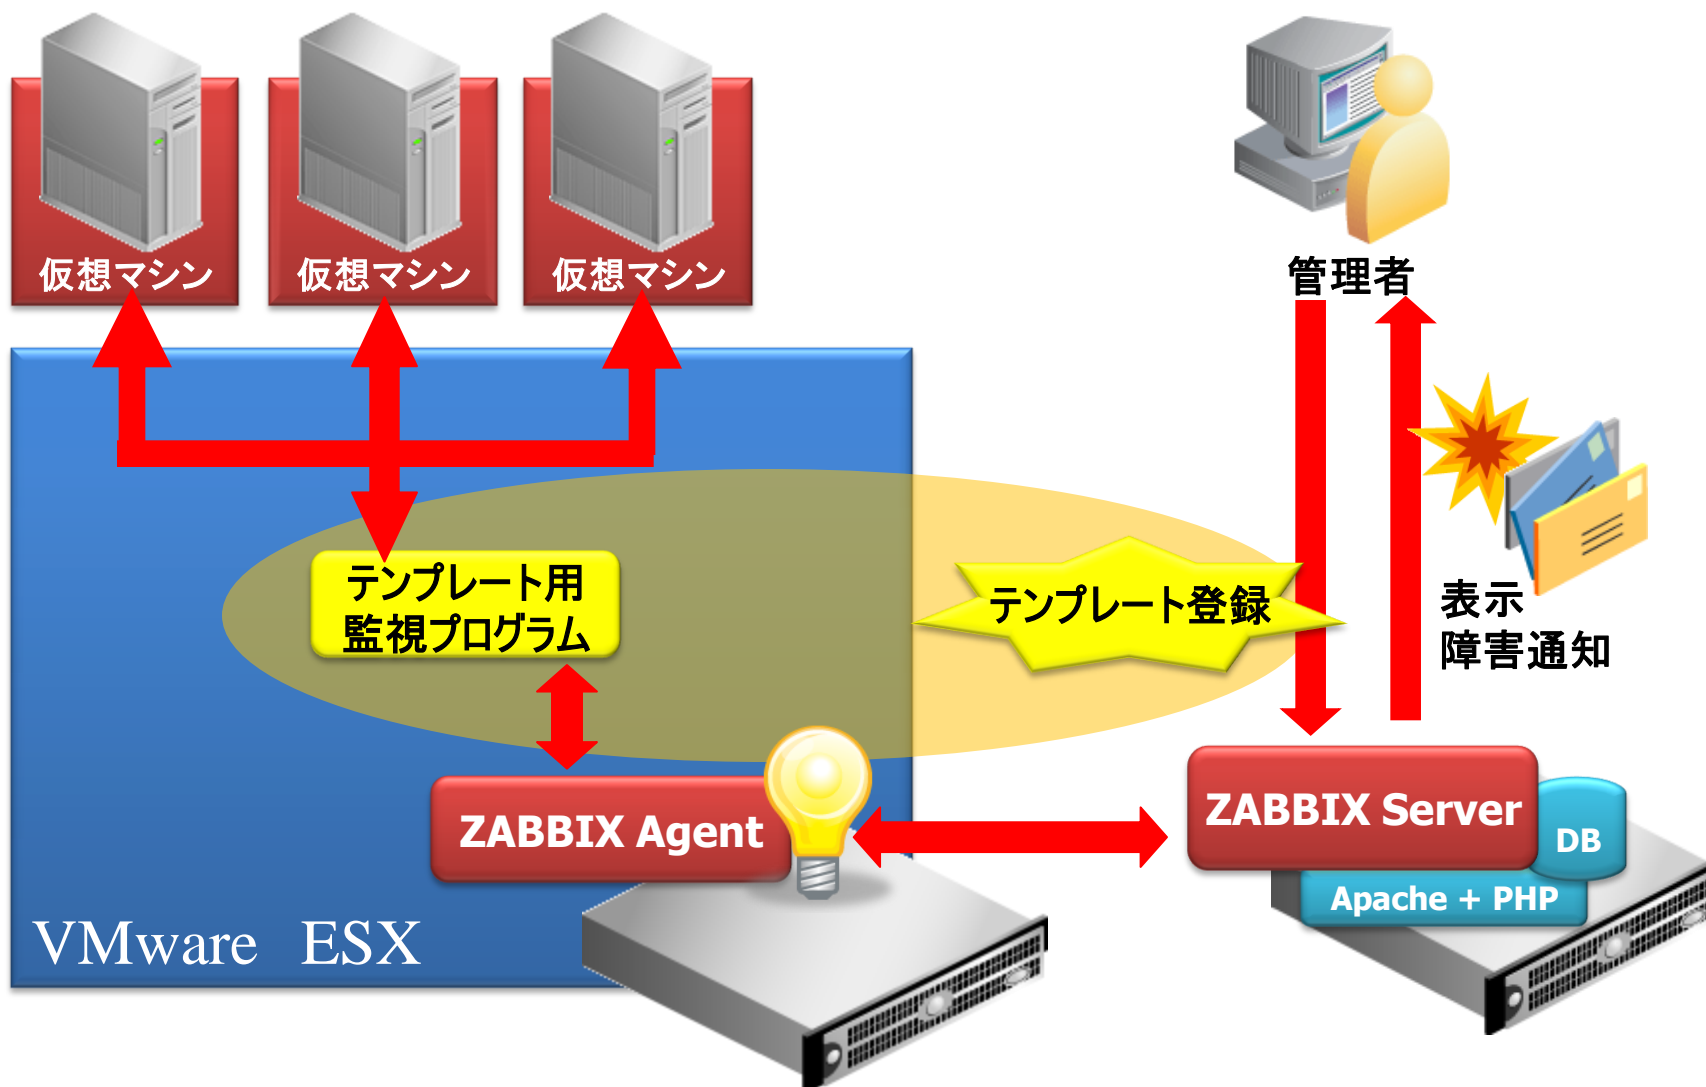 仮想マシン
仮想マシン
仮想マシン
管理者
テンプレート用
監視プログラム
テンプレート登録
表示
障害通知
ZABBIX Agent
ZABBIX Server
DB
Apache + PHP
VMware ESX